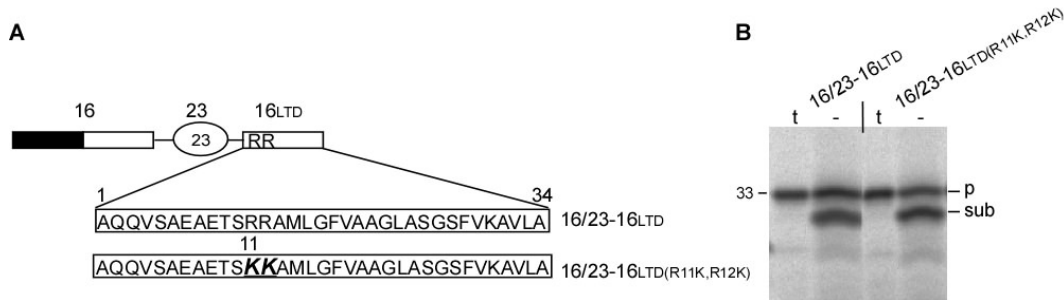 A
16 23 16LTD
23 RR
1 34
AQQVSAEAETSRRAMLGFVAAGLASGSFVKAVLA 16/23-16LTD
11
AQQVSAEAETSKKAMLGFVAAGLASGSFVKAVLA 16/23-16LTD(R11K,R12K)
B
16/23-16LTD
16/23-16LTD(R11K,R12K)
t - t -
33 p
sub